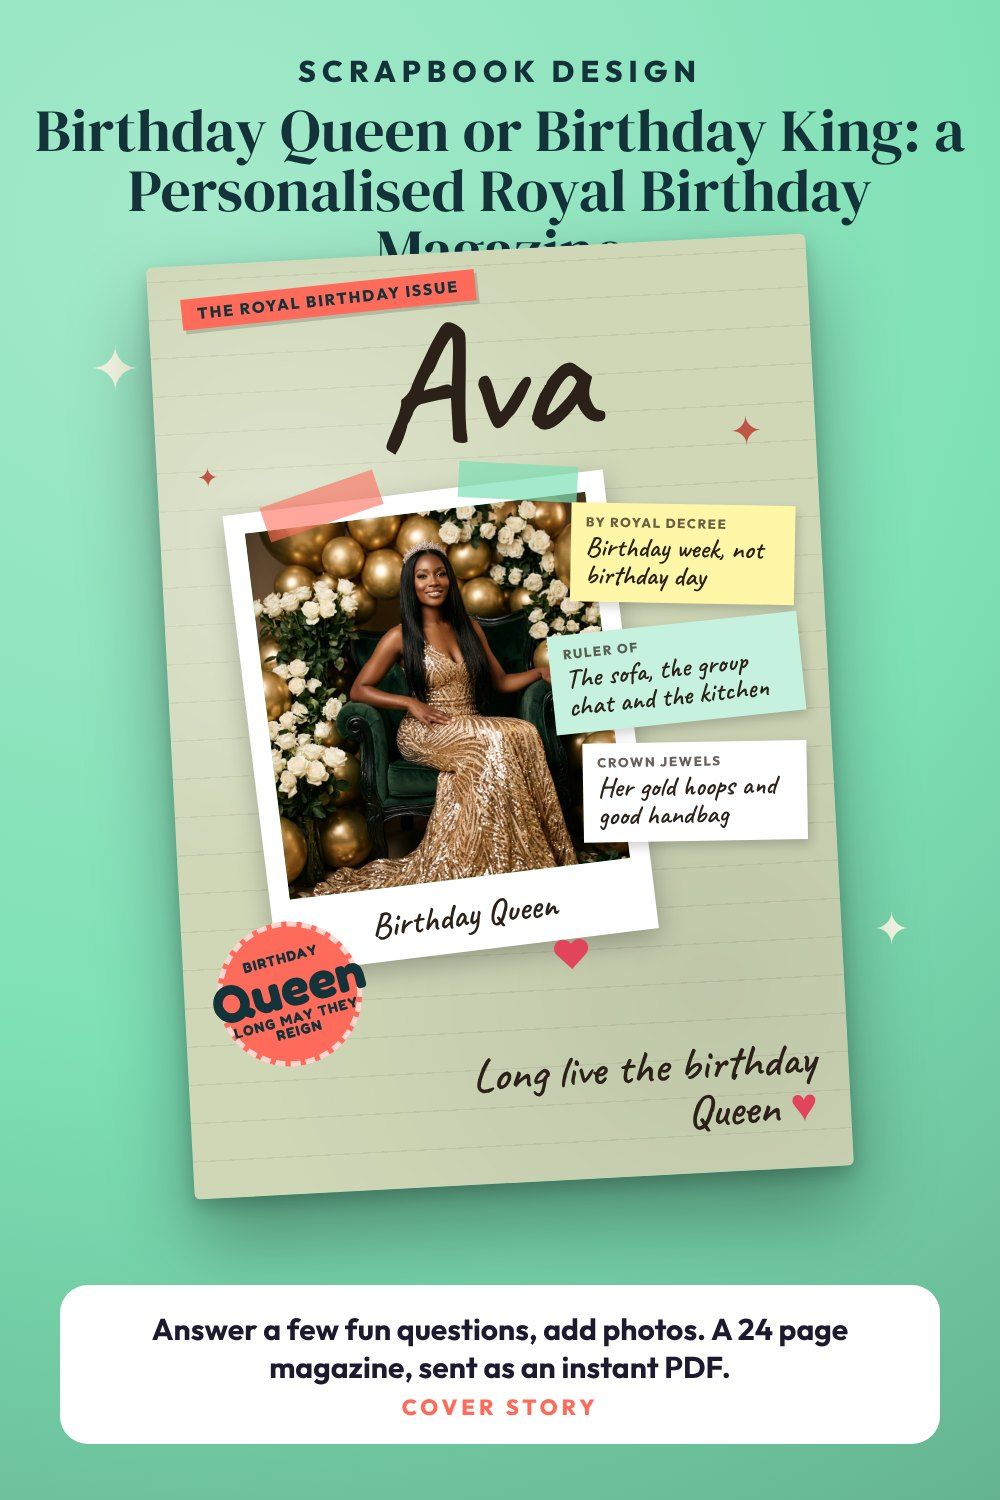 SCRAPBOOK DESIGN
Birthday Queen or Birthday King: a
Personalised Royal Birthday
Magazine
THE ROYAL BIRTHDAY ISSUE
Ava
BY ROYAL DECREE
Birthday week, not
birthday day
RULER OF
The sofa, the group
chat and the kitchen
CROWN JEWELS
Her gold hoops and
good handbag
Birthday Queen
BIRTHDAY
Queen
LONG MAY THEY
REIGN
Long live the birthday
Queen ♥
Answer a few fun questions, add photos. A 24 page
magazine, sent as an instant PDF.
COVER STORY